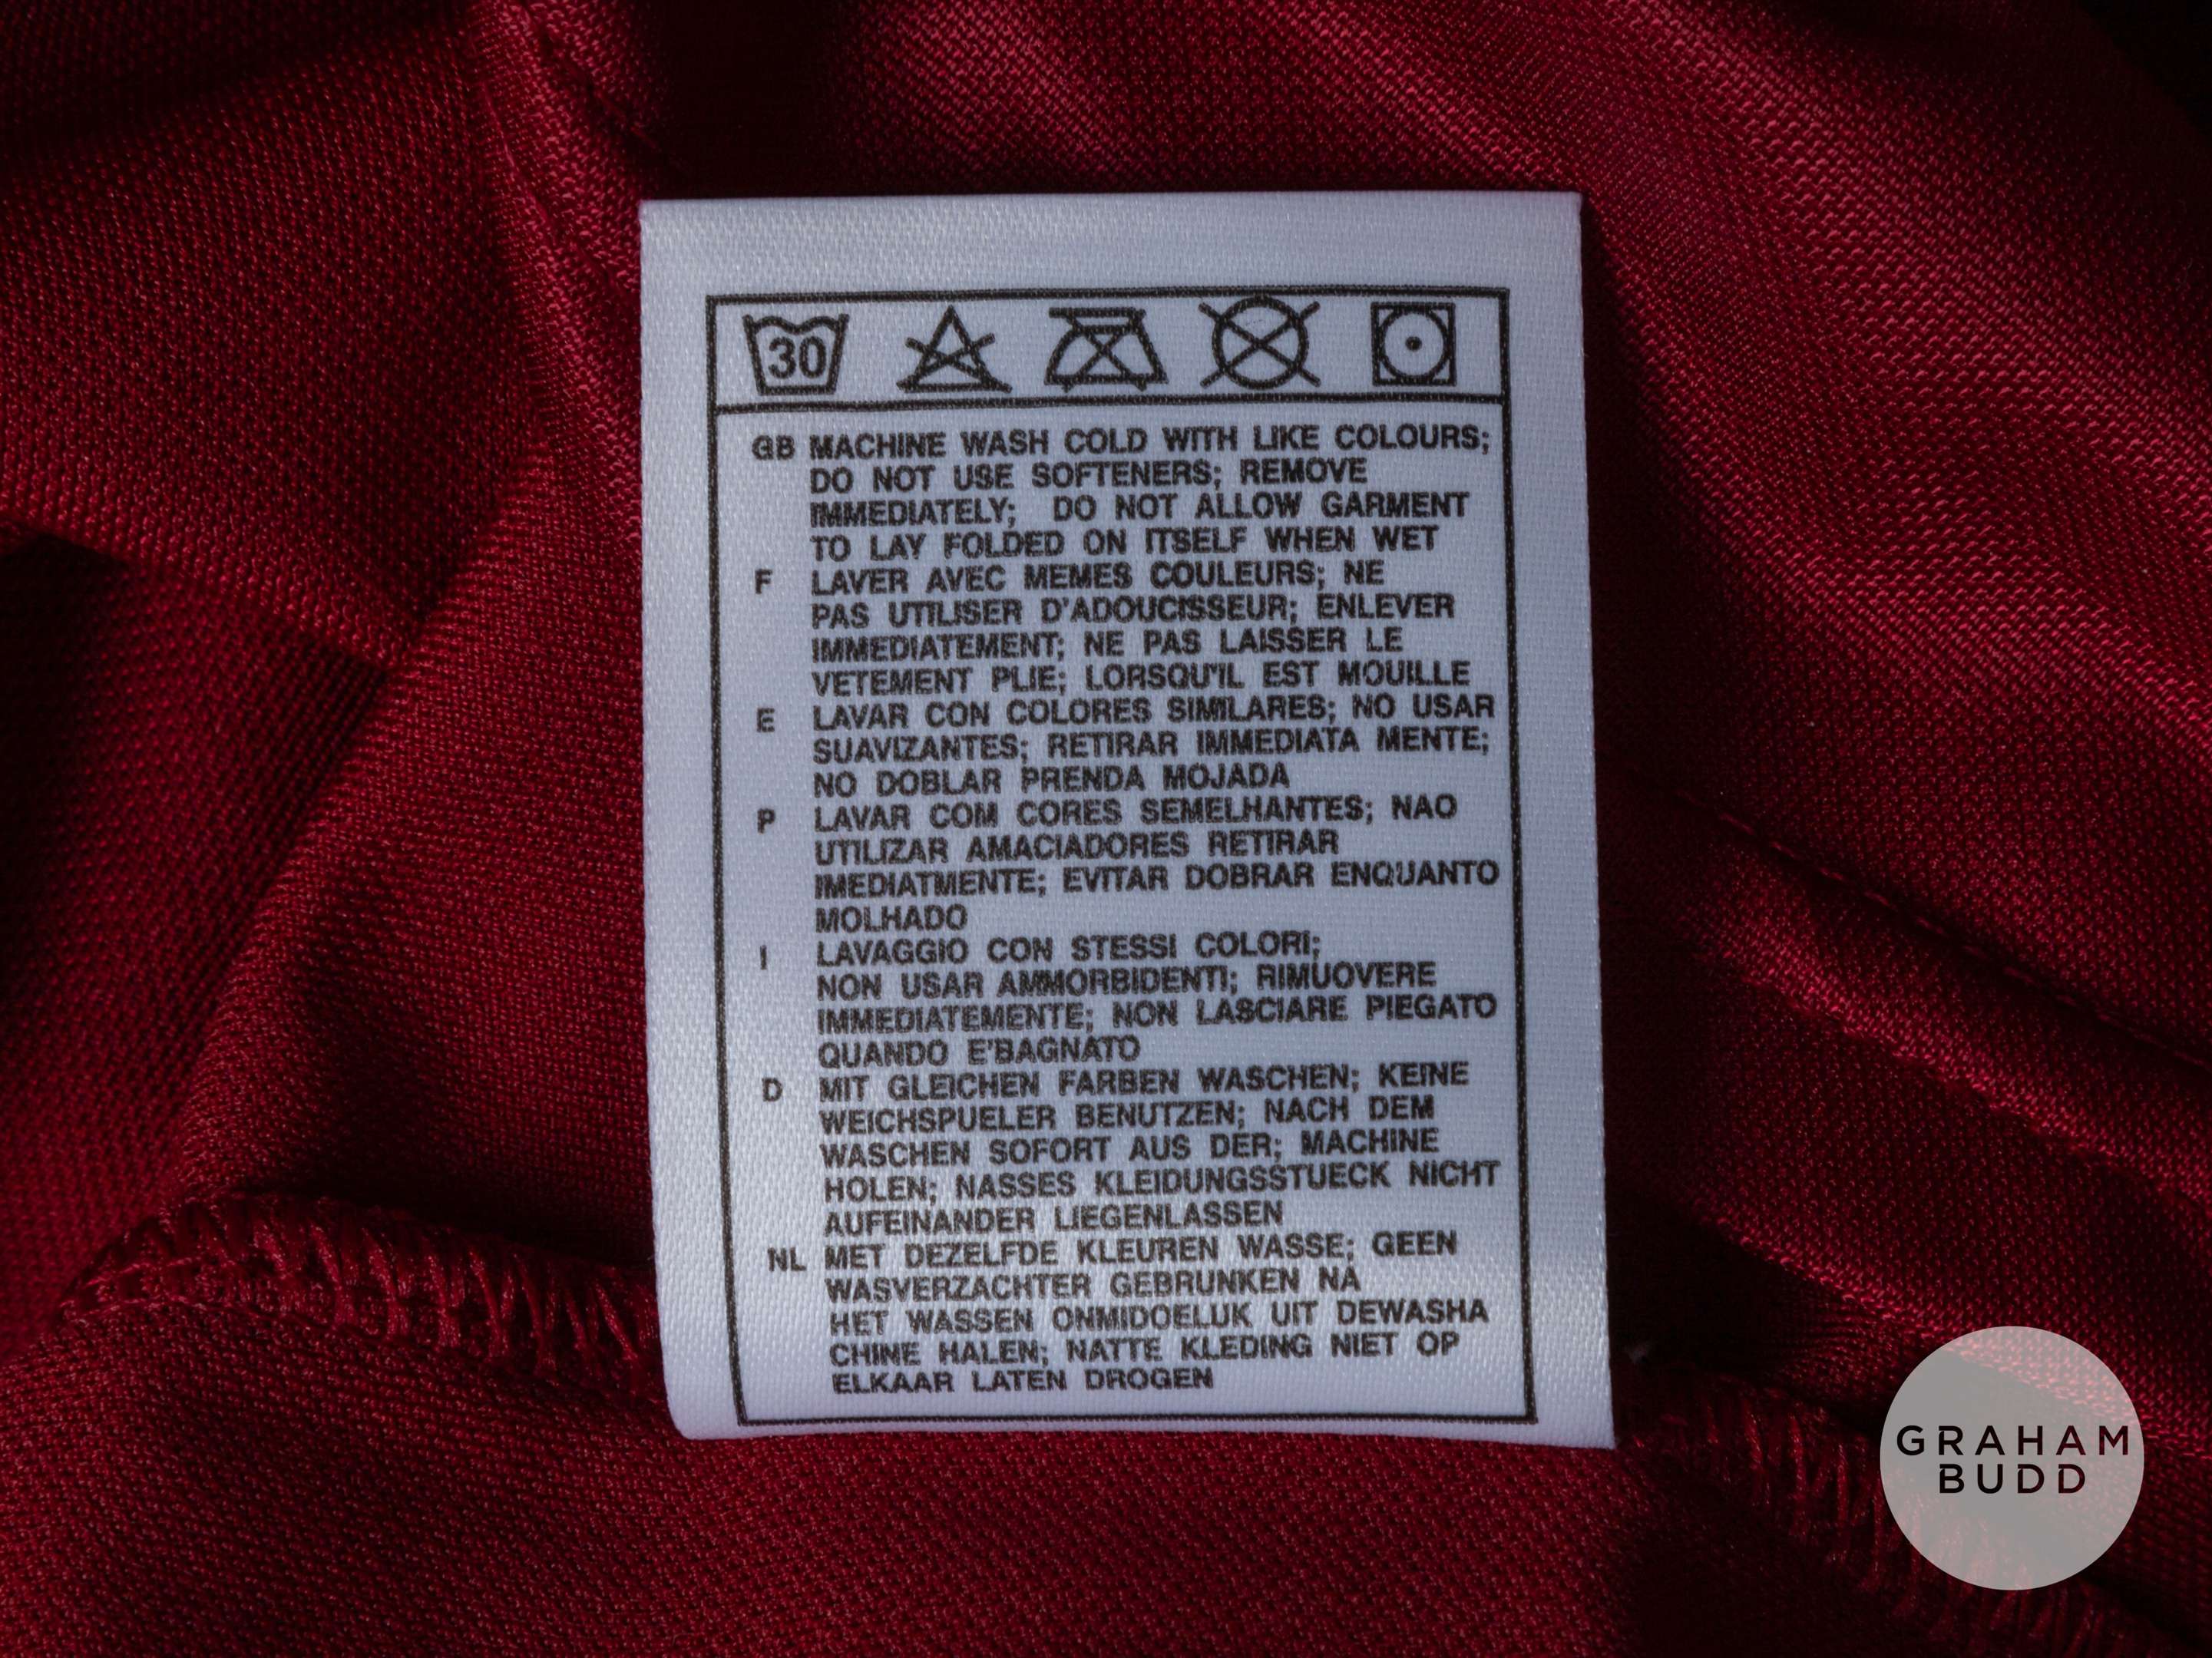 30
GB MACHINE WASH COLD WITH LIKE COLOURS;
DO NOT USE SOFTENERS; REMOVE
IMMEDIATELY; DO NOT ALLOW GARMENT
TO LAY FOLDED ON ITSELF WHEN WET
F LAVER AVEC MEMES COULEURS; NE
PAS UTILISER D'ADOUCISSEUR; ENLEVER
IMMEDIATEMENT; NE PAS LAISSER LE
VETEMENT PLIE; LORSQU'IL EST MOUILLE
E LAVAR CON COLORES SIMILARES; NO USAR
SUAVIZANTES; RETIRAR IMMEDIATA MENTE;
NO DOBLAR PRENDA MOJADA
P LAVAR COM CORES SEMELHANTES; NAO
UTILIZAR AMACIADORES RETIRAR
IMEDIATMENTE; EVITAR DOBRAR ENQUANTO
MOLHADO
I LAVAGGIO CON STESSI COLORI;
NON USAR AMMORBIDENTI; RIMUOVERE
IMMEDIATEMENTE; NON LASCIARE PIEGATO
QUANDO E'BAGNATO
D MIT GLEICHEN FARBEN WASCHEN; KEINE
WEICHSPUELER BENUTZEN; NACH DEM
WASCHEN SOFORT AUS DER; MACHINE
HOLEN; NASSES KLEIDUNGSSTUECK NICHT
AUFEINANDER LIEGENLASSEN
NL MET DEZELFDE KLEUREN WASSE; GEEN
WASVERZACHTER GEBRUNKEN NA
HET WASSEN ONMIDOELIJK UIT DEWASHA
CHINE HALEN; NATTE KLEDING NIET OP
ELKAAR LATEN DROGEN
GRAHAM
BUDD